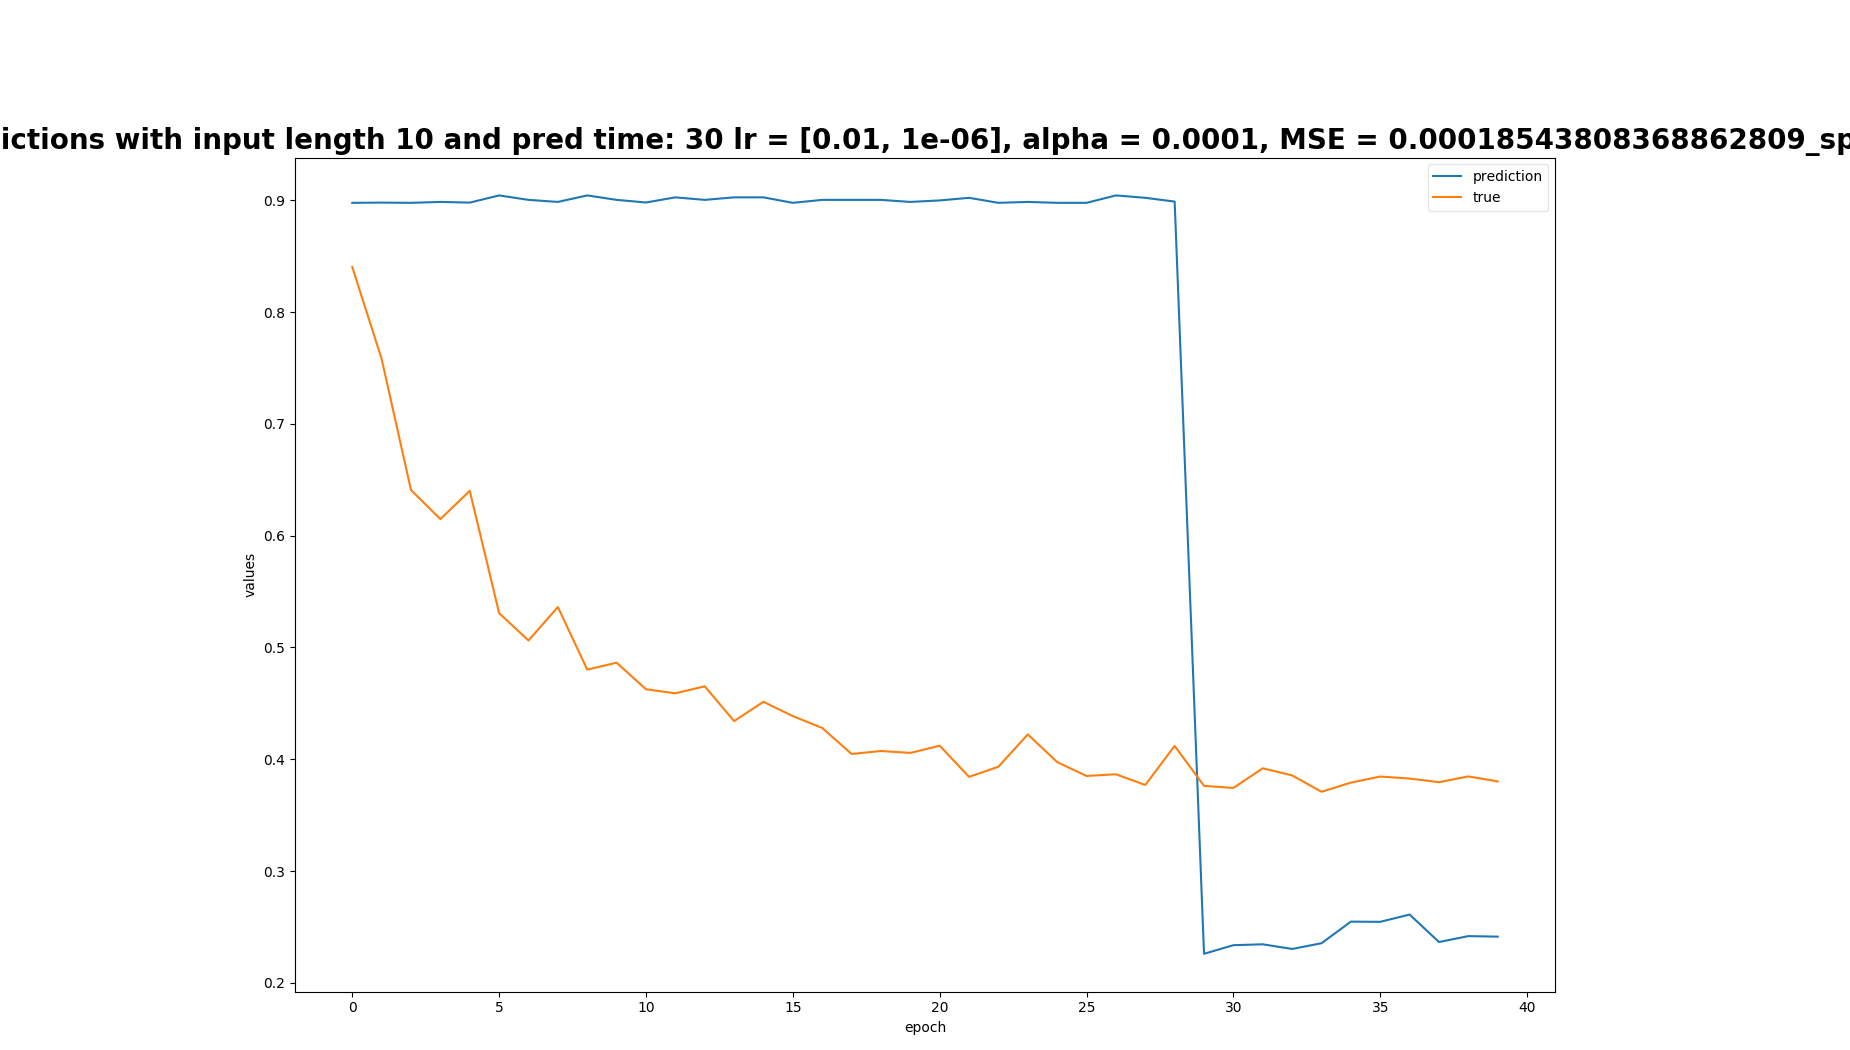 ictions with input length 10 and pred time: 30 lr = [0.01, 1e-06], alpha = 0.0001, MSE = 0.00018543808368862809_sp
prediction
true
0.9
0.8
0.7
0.6
0.5
0.4
0.3
0.2
values
0 5 10 15 20 25 30 35 40
epoch